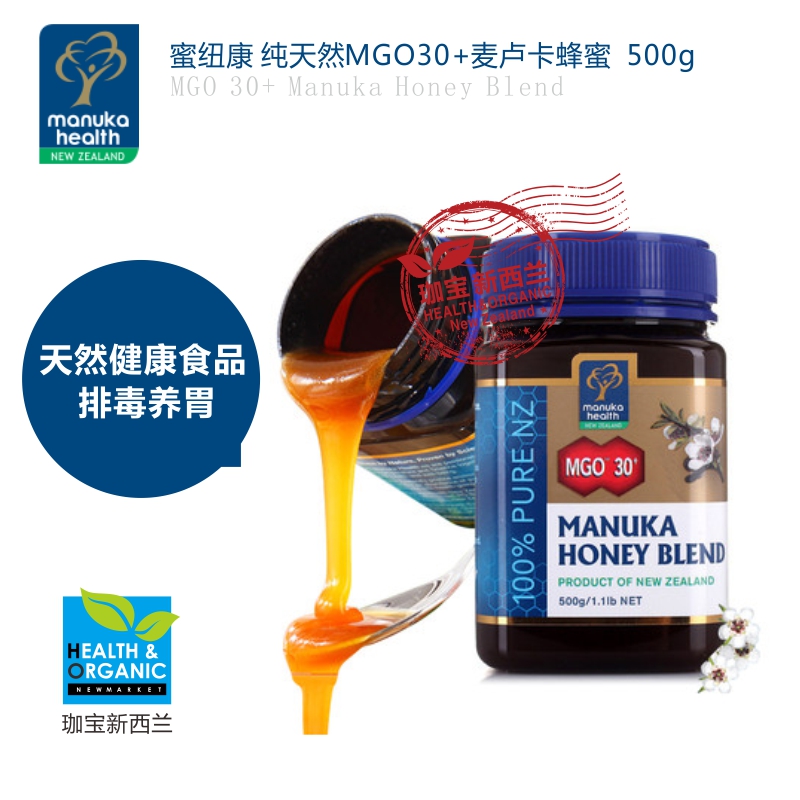 manuka
health
NEW ZEALAND
蜜纽康 纯天然MGO30+麦卢卡蜂蜜 500g
MGO 30+ Manuka Honey Blend
珈宝新西兰
HEALTH & ORGANIC
New Zealand
天然健康食品
排毒养胃
100% PURE NZ
manuka
health
NEW ZEALAND
MGO™ 30+
MANUKA
HONEY BLEND
PRODUCT OF NEW ZEALAND
500g/1.1lb NET
HEALTH &
ORGANIC
NEWMARKET
珈宝新西兰